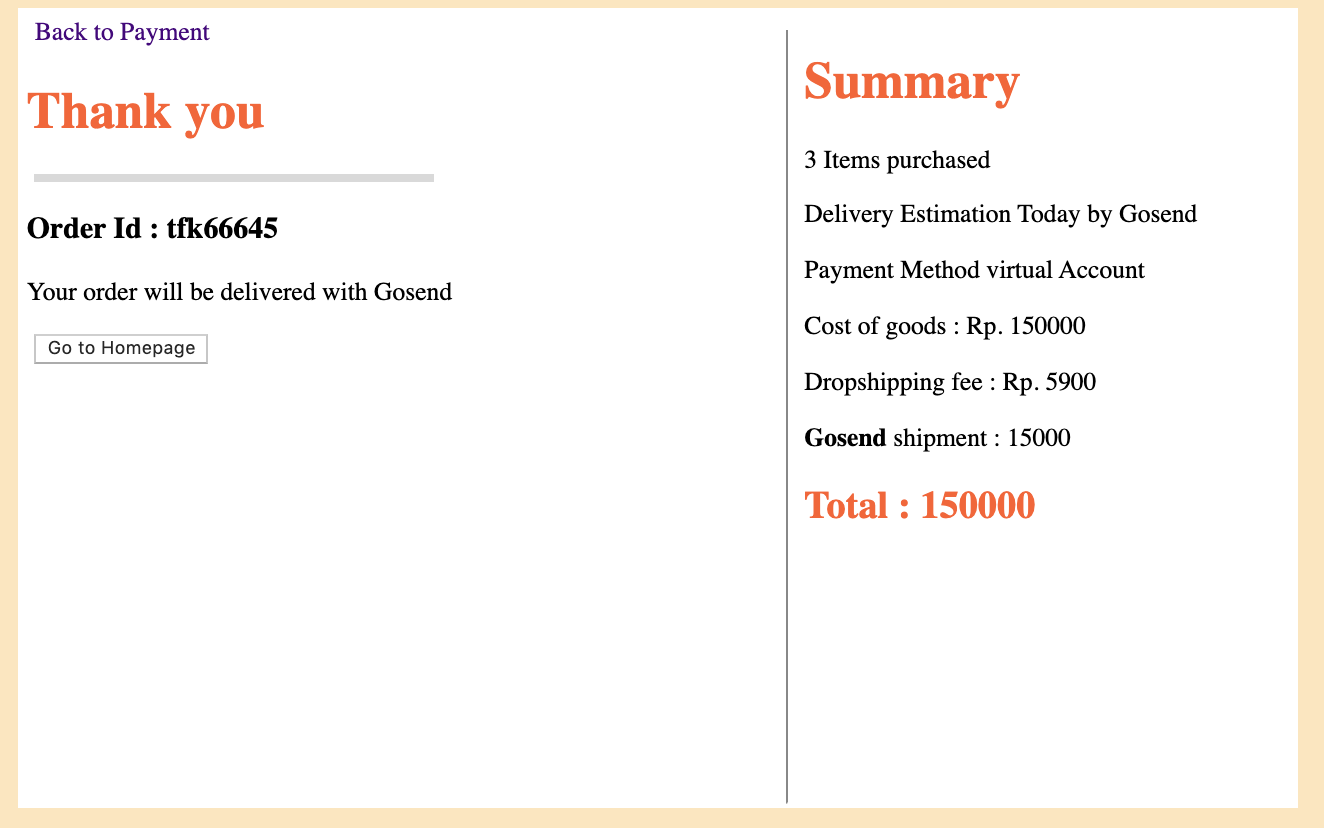 Back to Payment
Thank you
Order Id : tfk66645
Your order will be delivered with Gosend
Go to Homepage
Summary
3 Items purchased
Delivery Estimation Today by Gosend
Payment Method virtual Account
Cost of goods : Rp. 150000
Dropshipping fee : Rp. 5900
Gosend shipment : 15000
Total : 150000